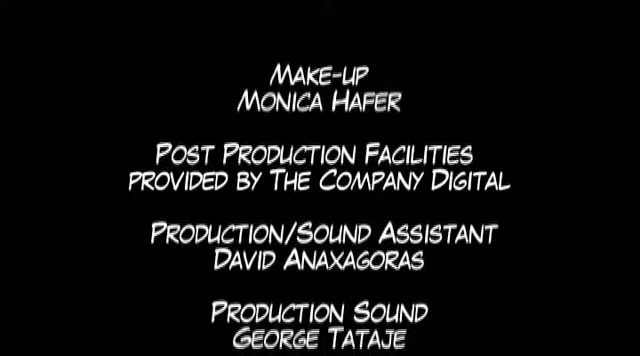 Make-up
Monica Hafer
Post Production Facilities
provided by The Company Digital
Production/Sound Assistant
David Anaxagoras
Production Sound
George Tataje